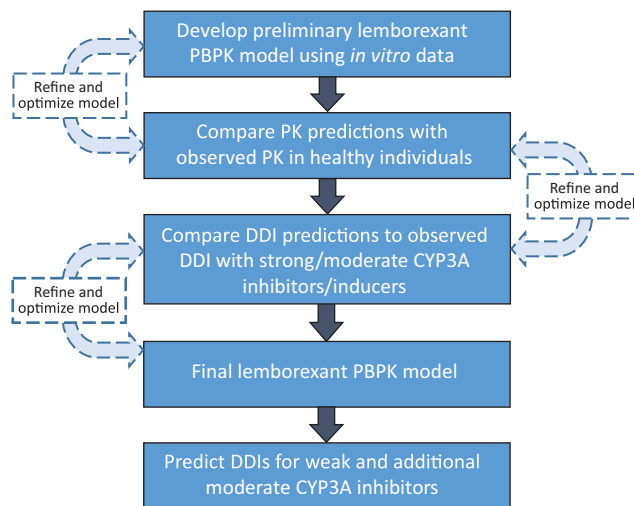 Develop preliminary lemborexant
PBPK model using in vitro data
Refine and
optimize model
Compare PK predictions with
observed PK in healthy individuals
Refine and
optimize model
Compare DDI predictions to observed
DDI with strong/moderate CYP3A
inhibitors/inducers
Refine and
optimize model
Final lemborexant PBPK model
Predict DDIs for weak and additional
moderate CYP3A inhibitors